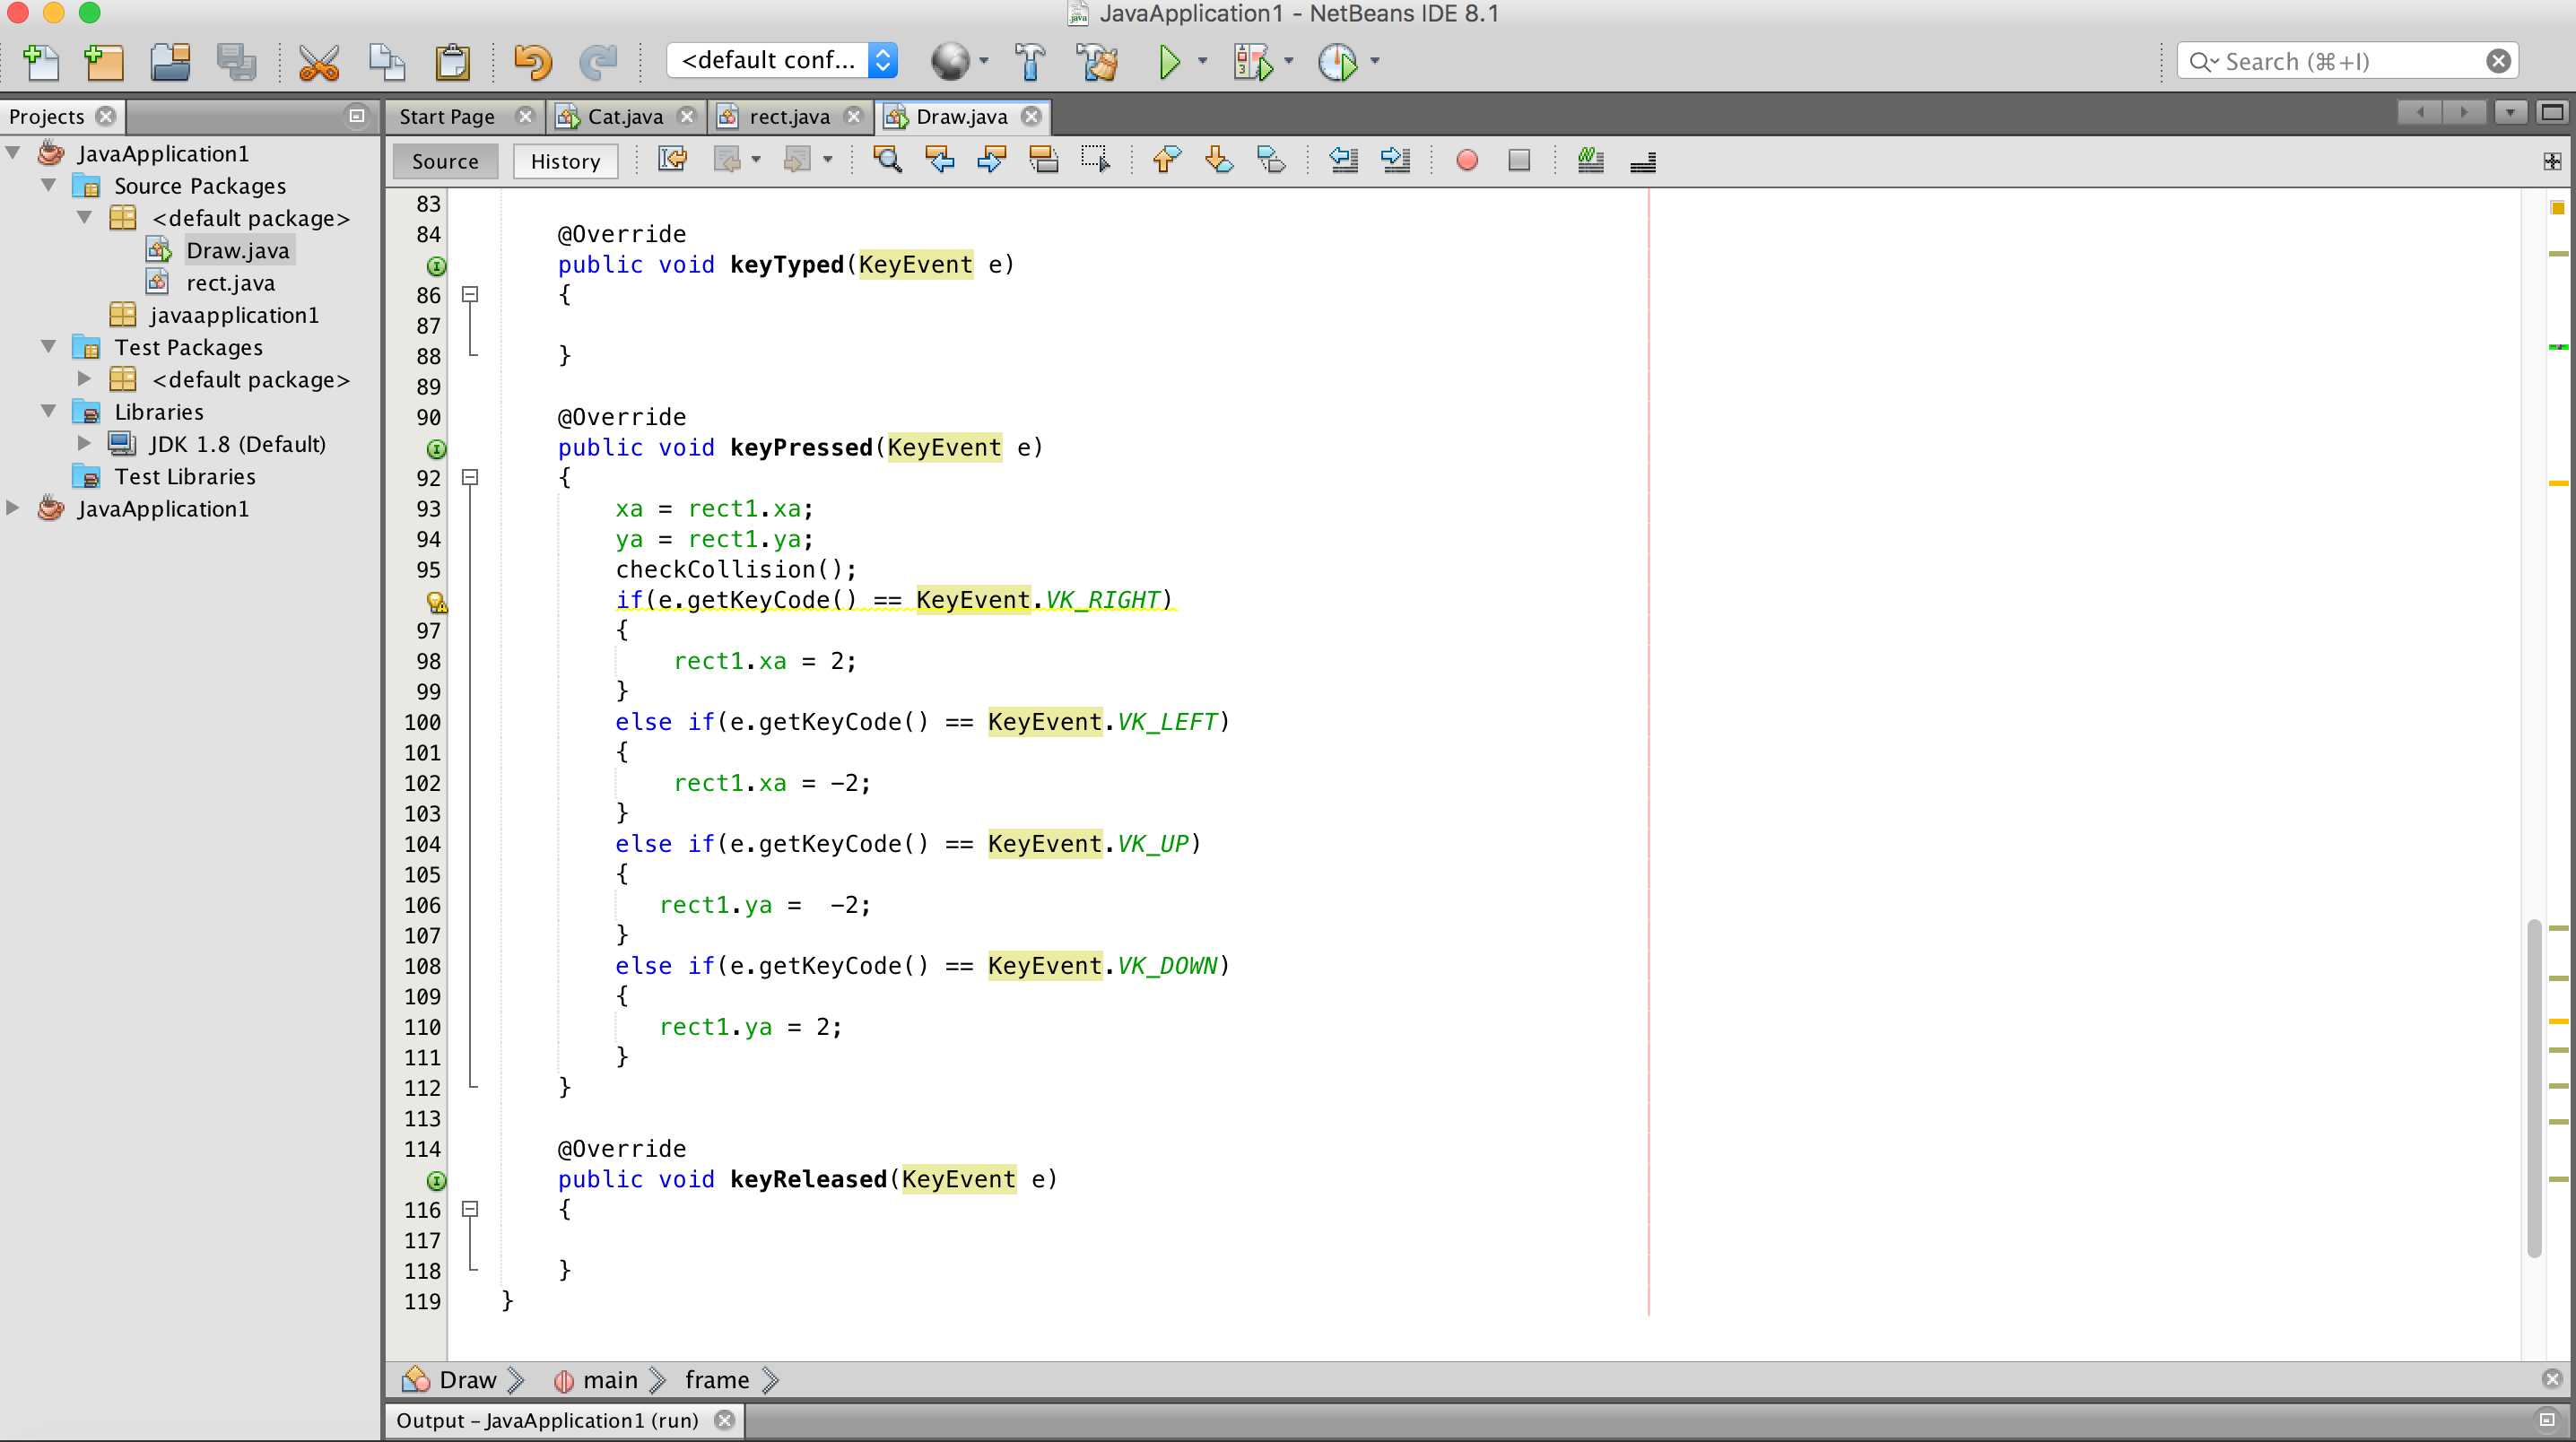 JavaApplication1 - NetBeans IDE 8.1
<default conf...
Search (⌘+I)
Projects
Start Page
Cat.java
rect.java
Draw.java
JavaApplication1
Source Packages
<default package>
Draw.java
rect.java
javaapplication1
Test Packages
<default package>
Libraries
JDK 1.8 (Default)
Test Libraries
JavaApplication1
Source
History
83
84 @Override
public void keyTyped(KeyEvent e)
86 {
87
88 }
89
90 @Override
public void keyPressed(KeyEvent e)
92 {
93 xa = rect1.xa;
94 ya = rect1.ya;
95 checkCollision();
if(e.getKeyCode() == KeyEvent.VK_RIGHT)
97 {
98 rect1.xa = 2;
99 }
100 else if(e.getKeyCode() == KeyEvent.VK_LEFT)
101 {
102 rect1.xa = -2;
103 }
104 else if(e.getKeyCode() == KeyEvent.VK_UP)
105 {
106 rect1.ya =  -2;
107 }
108 else if(e.getKeyCode() == KeyEvent.VK_DOWN)
109 {
110 rect1.ya = 2;
111 }
112 }
113
114 @Override
public void keyReleased(KeyEvent e)
116 {
117
118 }
119 }
Draw
main
frame
Output - JavaApplication1 (run)